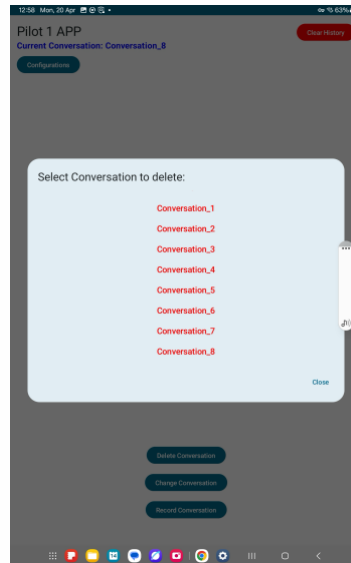 12:58 Mon, 20 Apr
63%
Pilot 1 APP
Clear History
Current Conversation: Conversation_8
Configurations
Select Conversation to delete:
Conversation_1
Conversation_2
Conversation_3
Conversation_4
Conversation_5
Conversation_6
Conversation_7
Conversation_8
Close
Delete Conversation
Change Conversation
Record Conversation